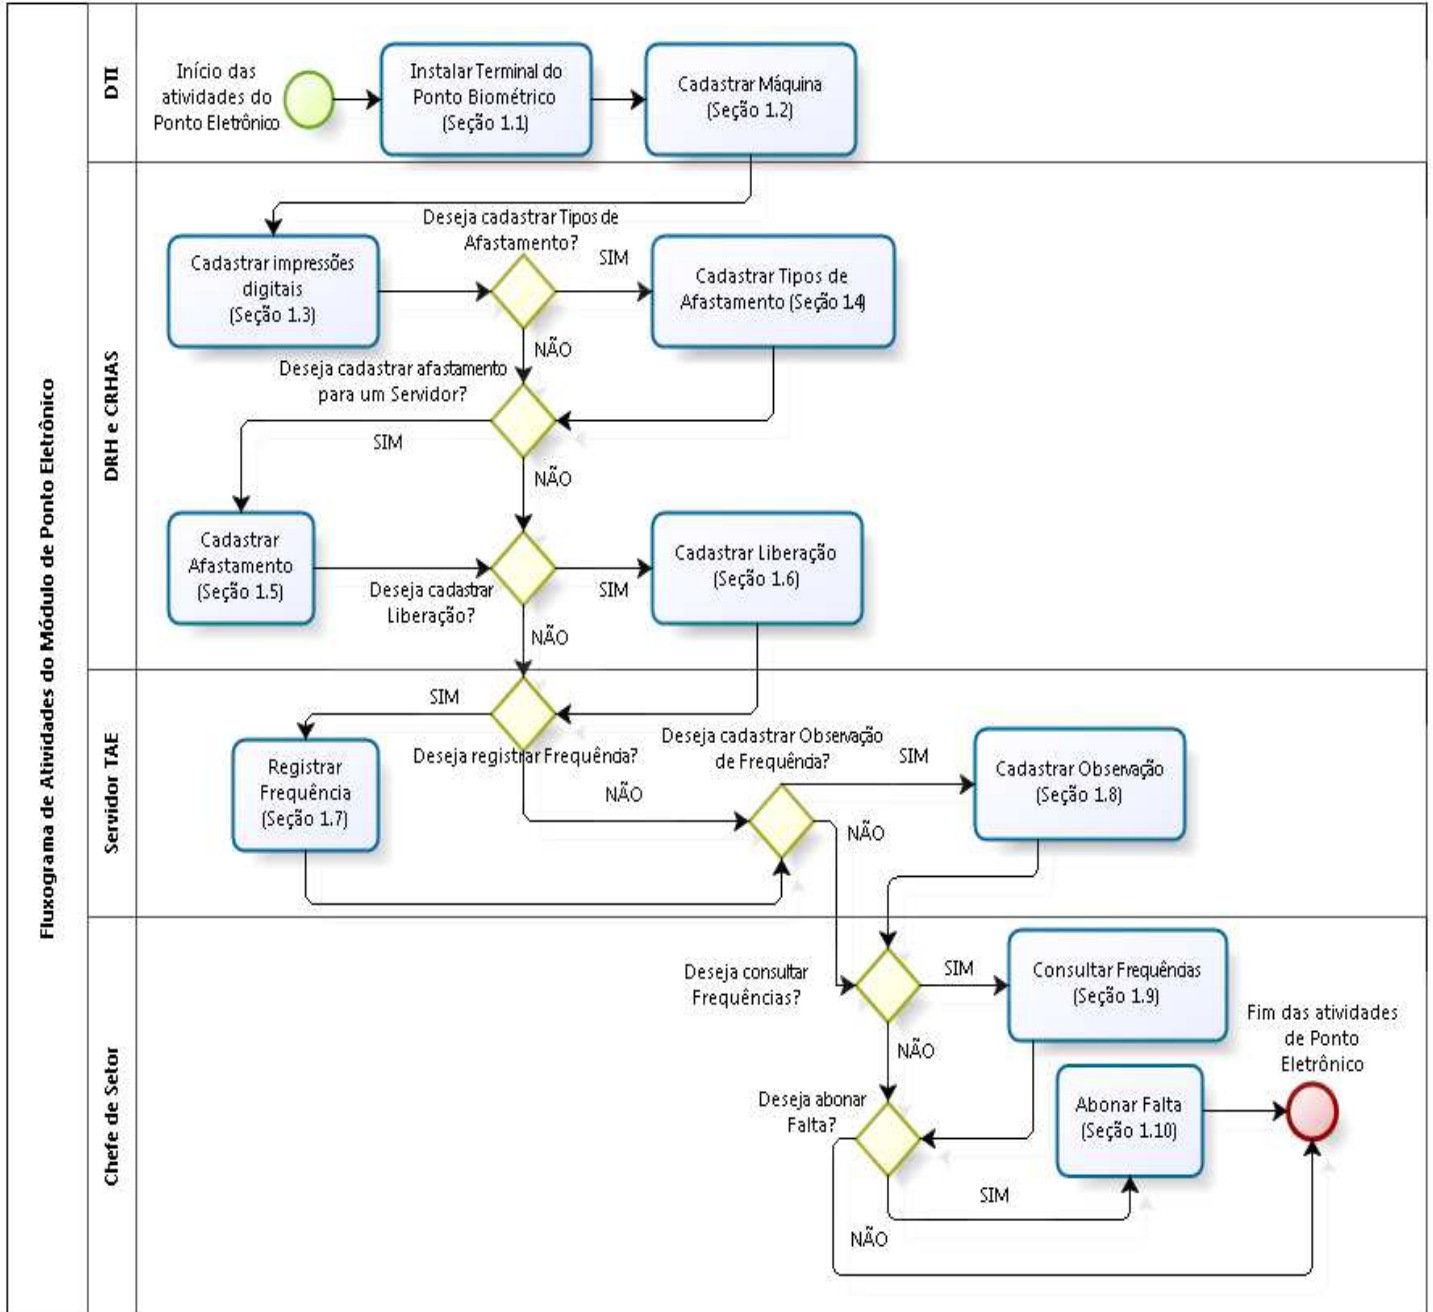 Fluxograma de Atividades do Módulo de Ponto Eletrônico
DTI
Início das
atividades do
Ponto Eletrônico
Instalar Terminal do
Ponto Biométrico
(Seção 1.1)
Cadastrar Máquina
(Seção 1.2)
DRH e CRHAS
Cadastrar impressões
digitais
(Seção 1.3)
Deseja cadastrar Tipos de
Afastamento?
SIM
Cadastrar Tipos de
Afastamento (Seção 1.4)
NÃO
Deseja cadastrar afastamento
para um Servidor?
SIM
NÃO
Cadastrar
Afastamento
(Seção 1.5)
Deseja cadastrar
Liberação?
SIM
Cadastrar Liberação
(Seção 1.6)
NÃO
Servidor TAE
SIM
Deseja registrar Frequência?
Registrar
Frequência
(Seção 1.7)
NÃO
Deseja cadastrar Observação
de Frequência?
SIM
Cadastrar Observação
(Seção 1.8)
NÃO
Chefe de Setor
Deseja consultar
Frequências?
SIM
Consultar Frequências
(Seção 1.9)
NÃO
Deseja abonar
Falta?
SIM
Abonar Falta
(Seção 1.10)
NÃO
Fim das atividades
de Ponto
Eletrônico